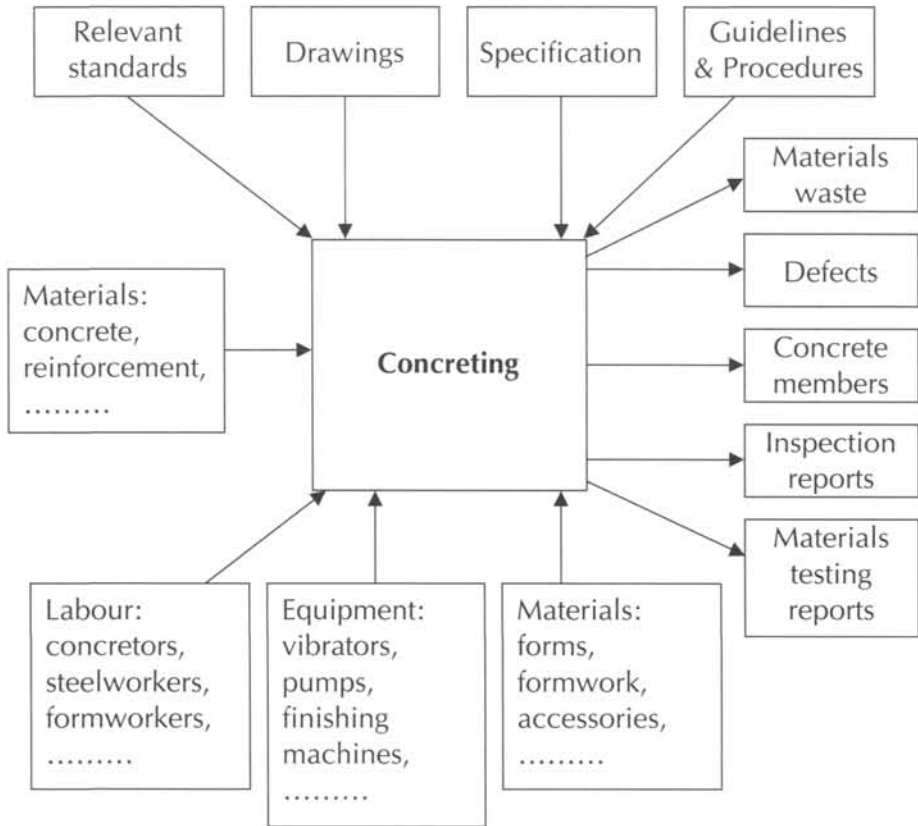 Relevant
standards
Drawings
Specification
Guidelines
& Procedures
Materials
waste
Defects
Materials:
concrete,
reinforcement,
.........
Concreting
Concrete
members
Inspection
reports
Materials
testing
reports
Labour:
concretors,
steelworkers,
formworkers,
.........
Equipment:
vibrators,
pumps,
finishing
machines,
.........
Materials:
forms,
formwork,
accessories,
.........